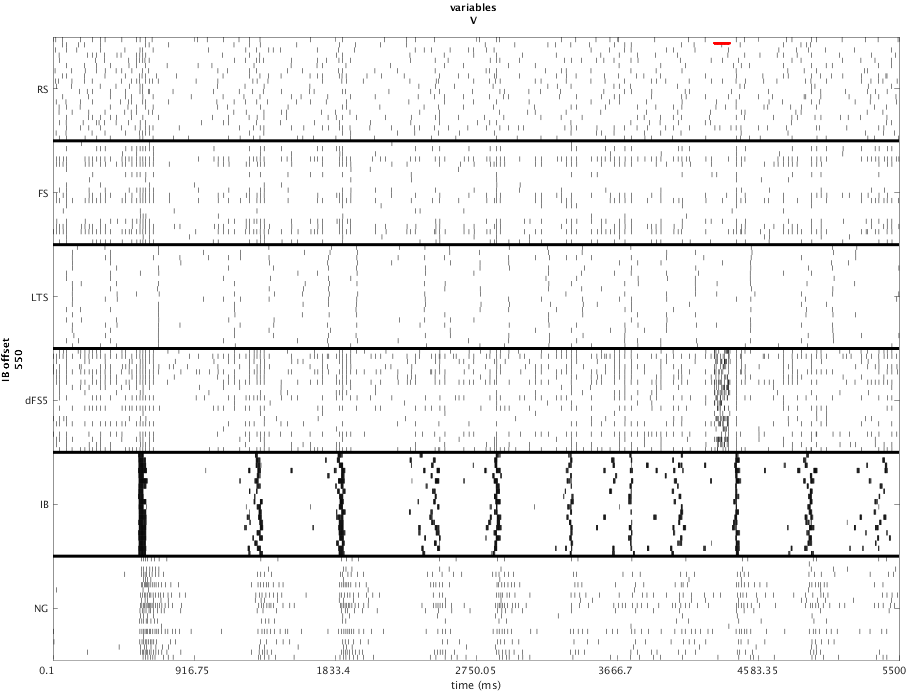 variables
V
RS
FS
LTS
dFS5
IB
NG
IB offset
550
0.1 916.75 1833.4 2750.05 3666.7 4583.35 5500
time (ms)